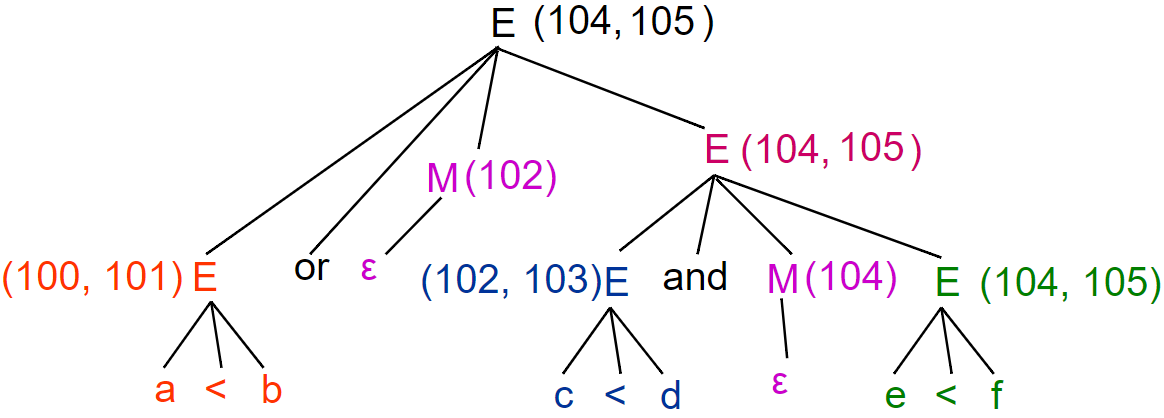 E (104, 105)
M (102)
E (104, 105)
(100, 101) E or ε (102, 103) E and M (104) E (104, 105)
a < b c < d ε e < f